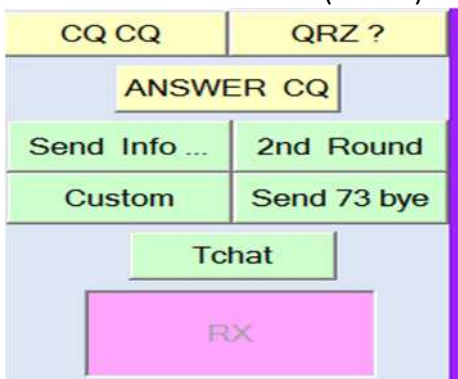 CQ CQ QRZ ?
ANSWER CQ
Send Info ... 2nd Round
Custom Send 73 bye
Tchat
RX